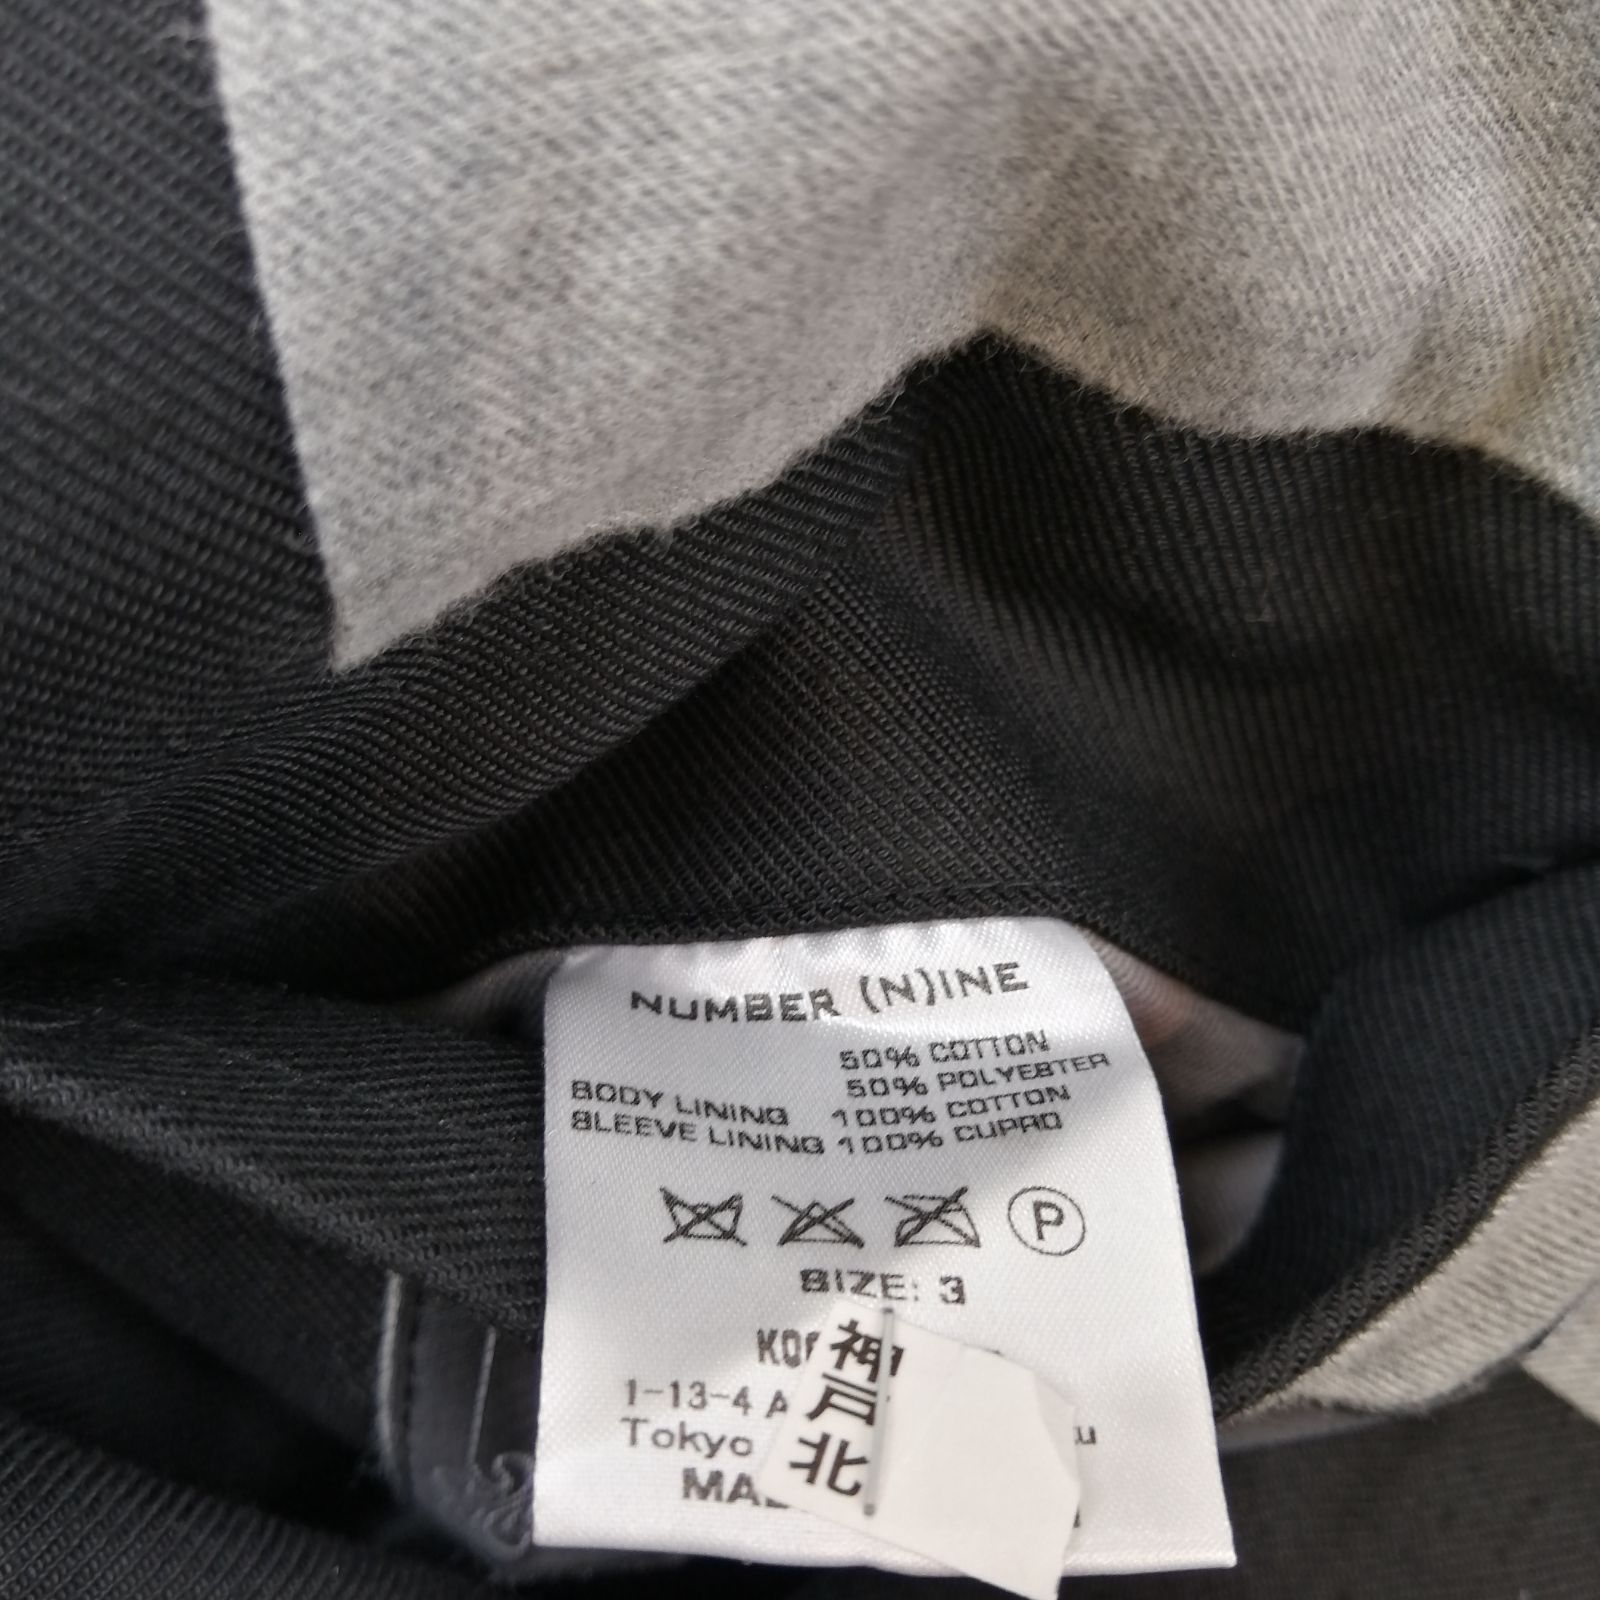 NUMBER (N)INE
50% COTTON
50% POLYESTER
BODY LINING 100% COTTON
SLEEVE LINING 100% CUPRO
P
SIZE: 3
1-13-4
Tokyo
神戸北